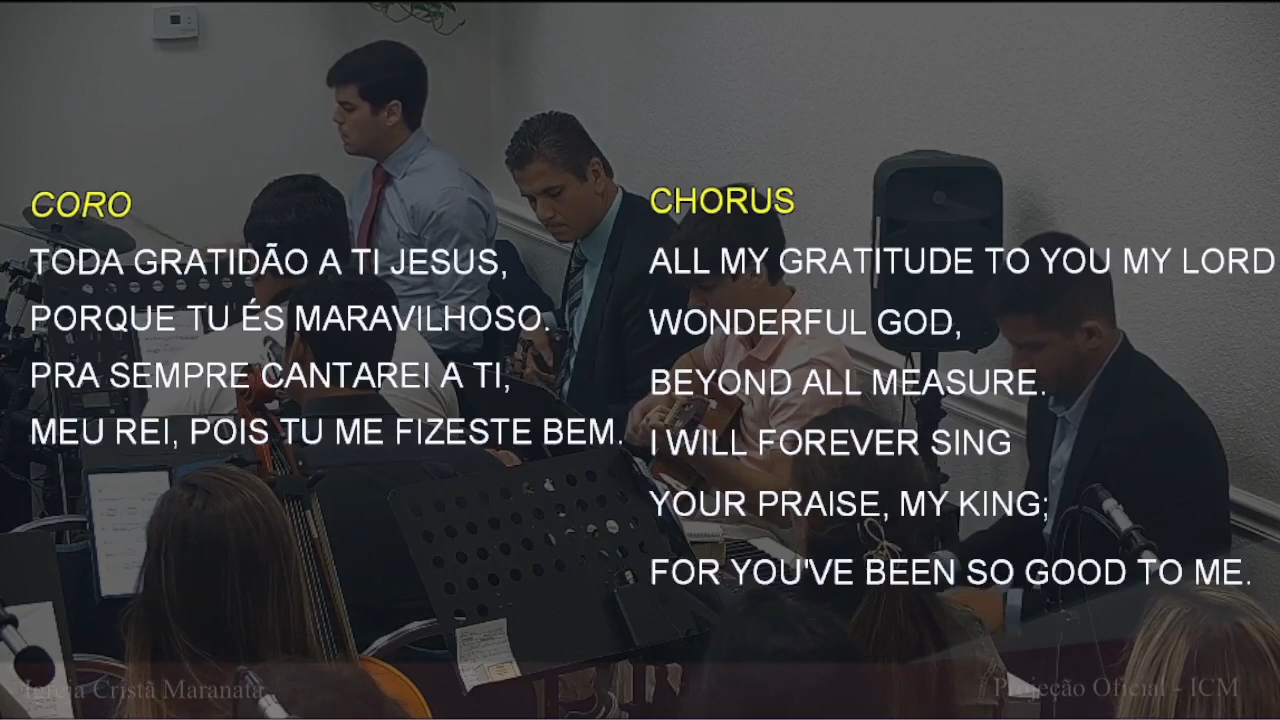 CORO
TODA GRATIDÃO A TI JESUS,
PORQUE TU ÉS MARAVILHOSO.
PRA SEMPRE CANTAREI A TI,
MEU REI, POIS TU ME FIZESTE BEM.
CHORUS
ALL MY GRATITUDE TO YOU MY LORD
WONDERFUL GOD,
BEYOND ALL MEASURE.
I WILL FOREVER SING
YOUR PRAISE, MY KING;
FOR YOU'VE BEEN SO GOOD TO ME.
Igreja Cristã Maranata
Projeção Oficial - ICM